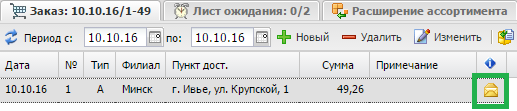 Заказ: 10.10.16/1-49 Лист ожидания: 0/2 Расширение ассортимента
Период с: 10.10.16 по: 10.10.16 Новый Удалить Изменить
Дата № Тип Филиал Пункт дост. Сумма Примечание
10.10.16 1 А Минск г. Ивье, ул. Крупской, 1 49,26